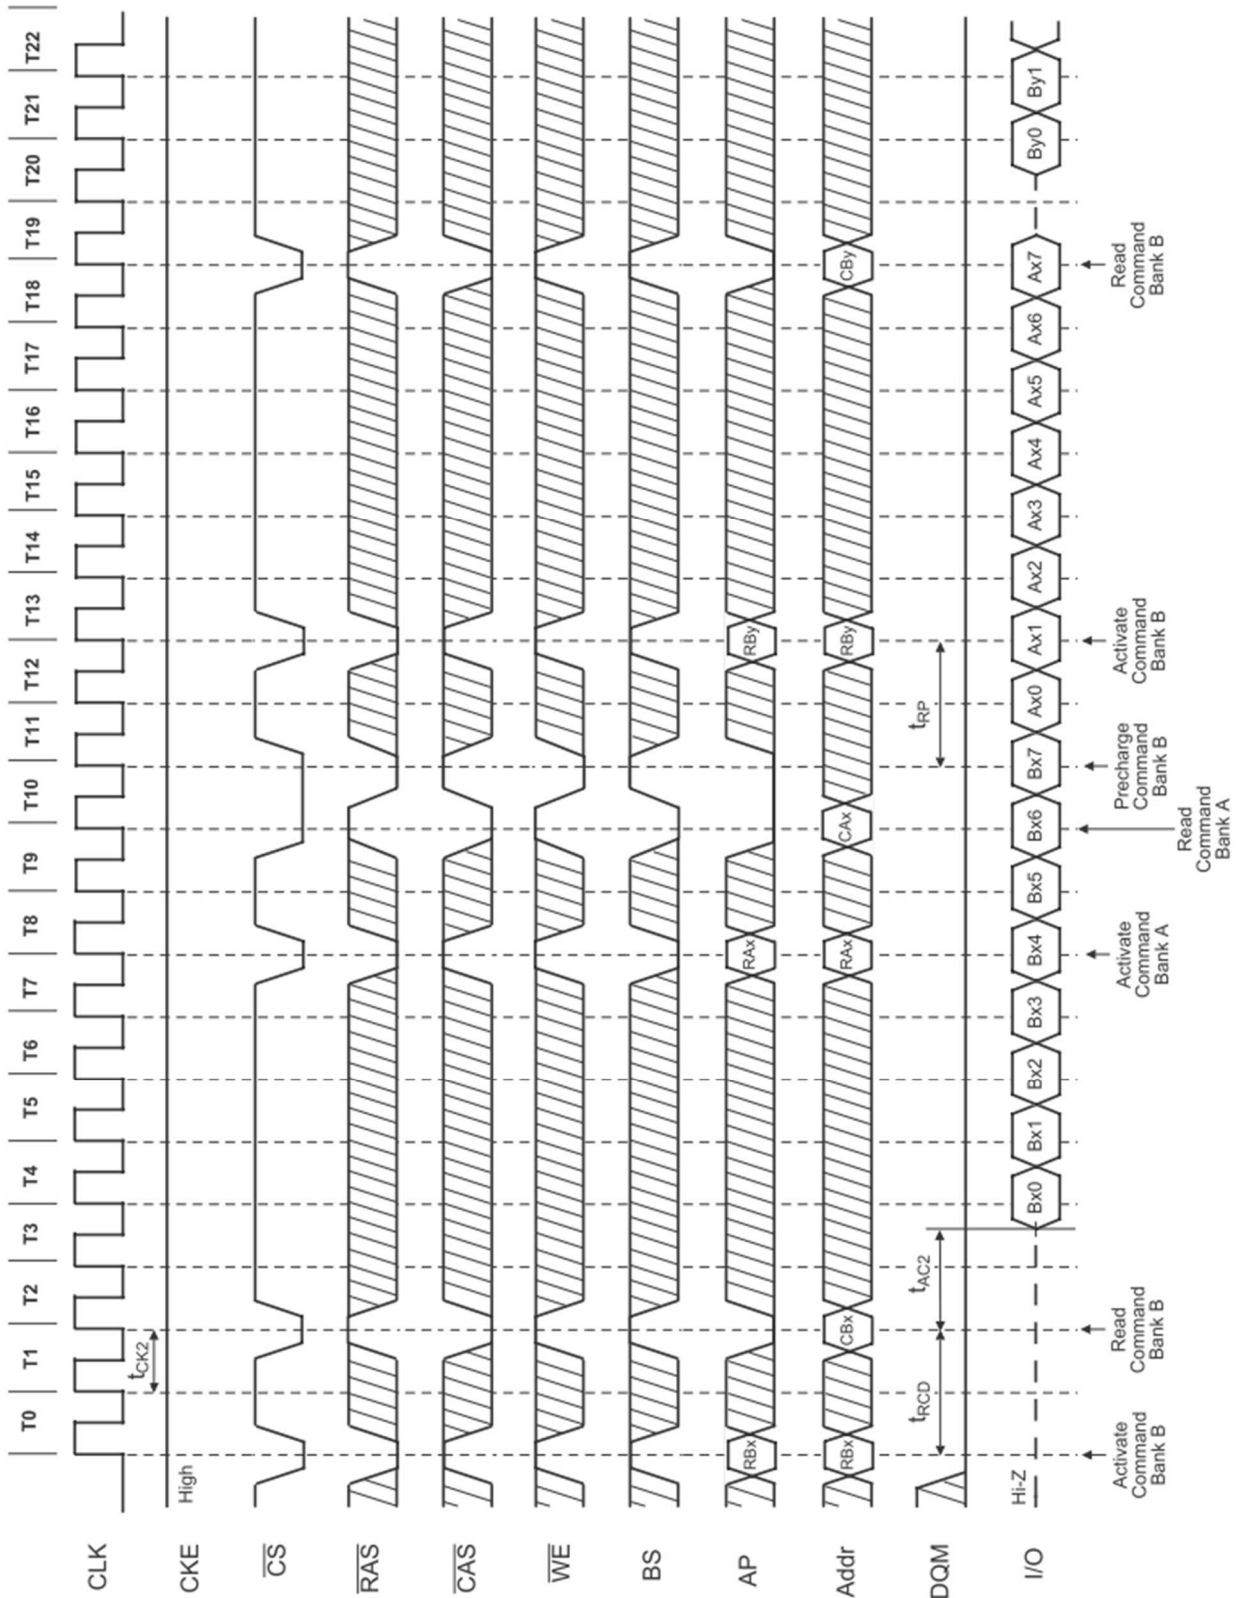 T0 T1 T2 T3 T4 T5 T6 T7 T8 T9 T10 T11 T12 T13 T14 T15 T16 T17 T18 T19 T20 T21 T22
CLK
tCK2
CKE
High
CS
RAS
CAS
WE
BS
AP
RBx RAx RBy
Addr
RBx CBx RAx CAx RBy CBy
DQM
tRCD tAC2 tRP
I/O
Hi-Z
Bx0 Bx1 Bx2 Bx3 Bx4 Bx5 Bx6 Bx7 Ax0 Ax1 Ax2 Ax3 Ax4 Ax5 Ax6 Ax7 By0 By1
Activate
Command
Bank B
Read
Command
Bank B
Activate
Command
Bank A
Read
Command
Bank A
Precharge
Command
Bank B
Activate
Command
Bank B
Read
Command
Bank B